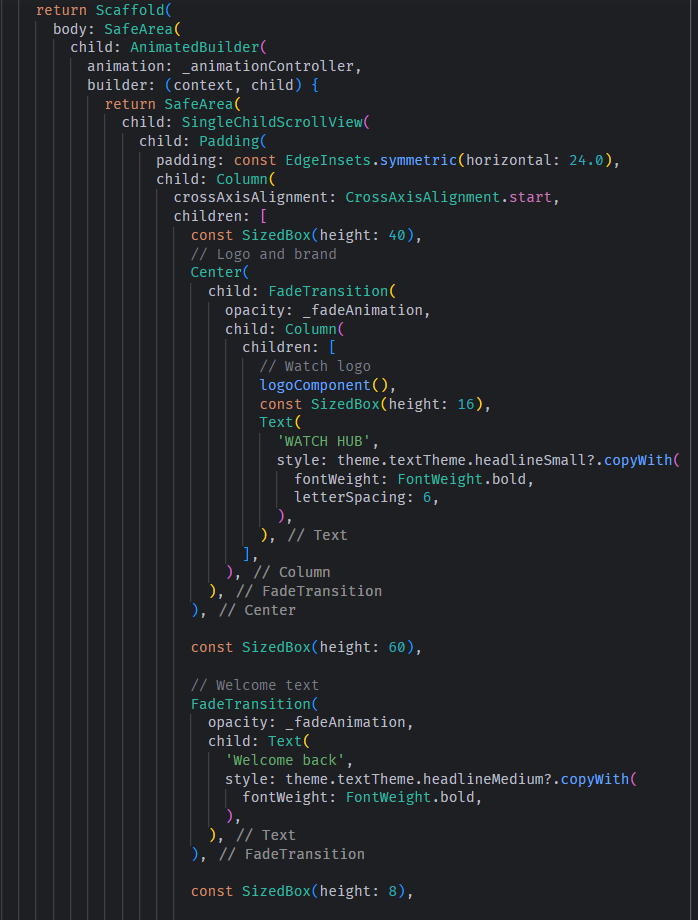 return Scaffold(
body: SafeArea(
child: AnimatedBuilder(
animation: _animationController,
builder: (context, child) {
return SafeArea(
child: SingleChildScrollView(
child: Padding(
padding: const EdgeInsets.symmetric(horizontal: 24.0),
child: Column(
crossAxisAlignment: CrossAxisAlignment.start,
children: [
const SizedBox(height: 40),
// Logo and brand
Center(
child: FadeTransition(
opacity: _fadeAnimation,
child: Column(
children: [
// Watch logo
logoComponent(),
const SizedBox(height: 16),
Text(
'WATCH HUB',
style: theme.textTheme.headlineSmall?.copyWith(
fontWeight: FontWeight.bold,
letterSpacing: 6,
),
), // Text
],
), // Column
), // FadeTransition
), // Center
const SizedBox(height: 60),
// Welcome text
FadeTransition(
opacity: _fadeAnimation,
child: Text(
'Welcome back',
style: theme.textTheme.headlineMedium?.copyWith(
fontWeight: FontWeight.bold,
),
), // Text
), // FadeTransition
const SizedBox(height: 8),